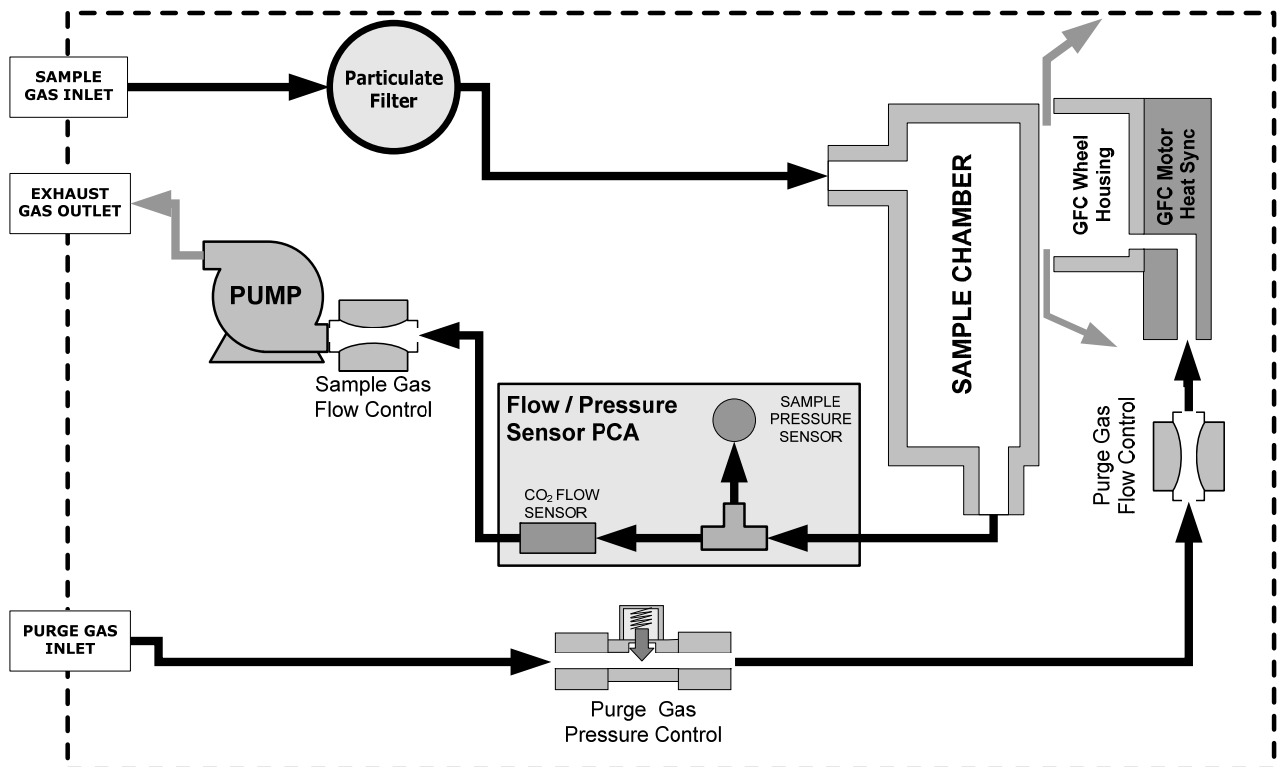 SAMPLE
GAS INLET
Particulate
Filter
EXHAUST
GAS OUTLET
PUMP
Sample Gas
Flow Control
SAMPLE CHAMBER
GFC Wheel
Housing
GFC Motor
Heat Sync
Flow / Pressure
Sensor PCA
SAMPLE
PRESSURE
SENSOR
CO₂ FLOW
SENSOR
Purge Gas
Flow Control
PURGE GAS
INLET
Purge Gas
Pressure Control